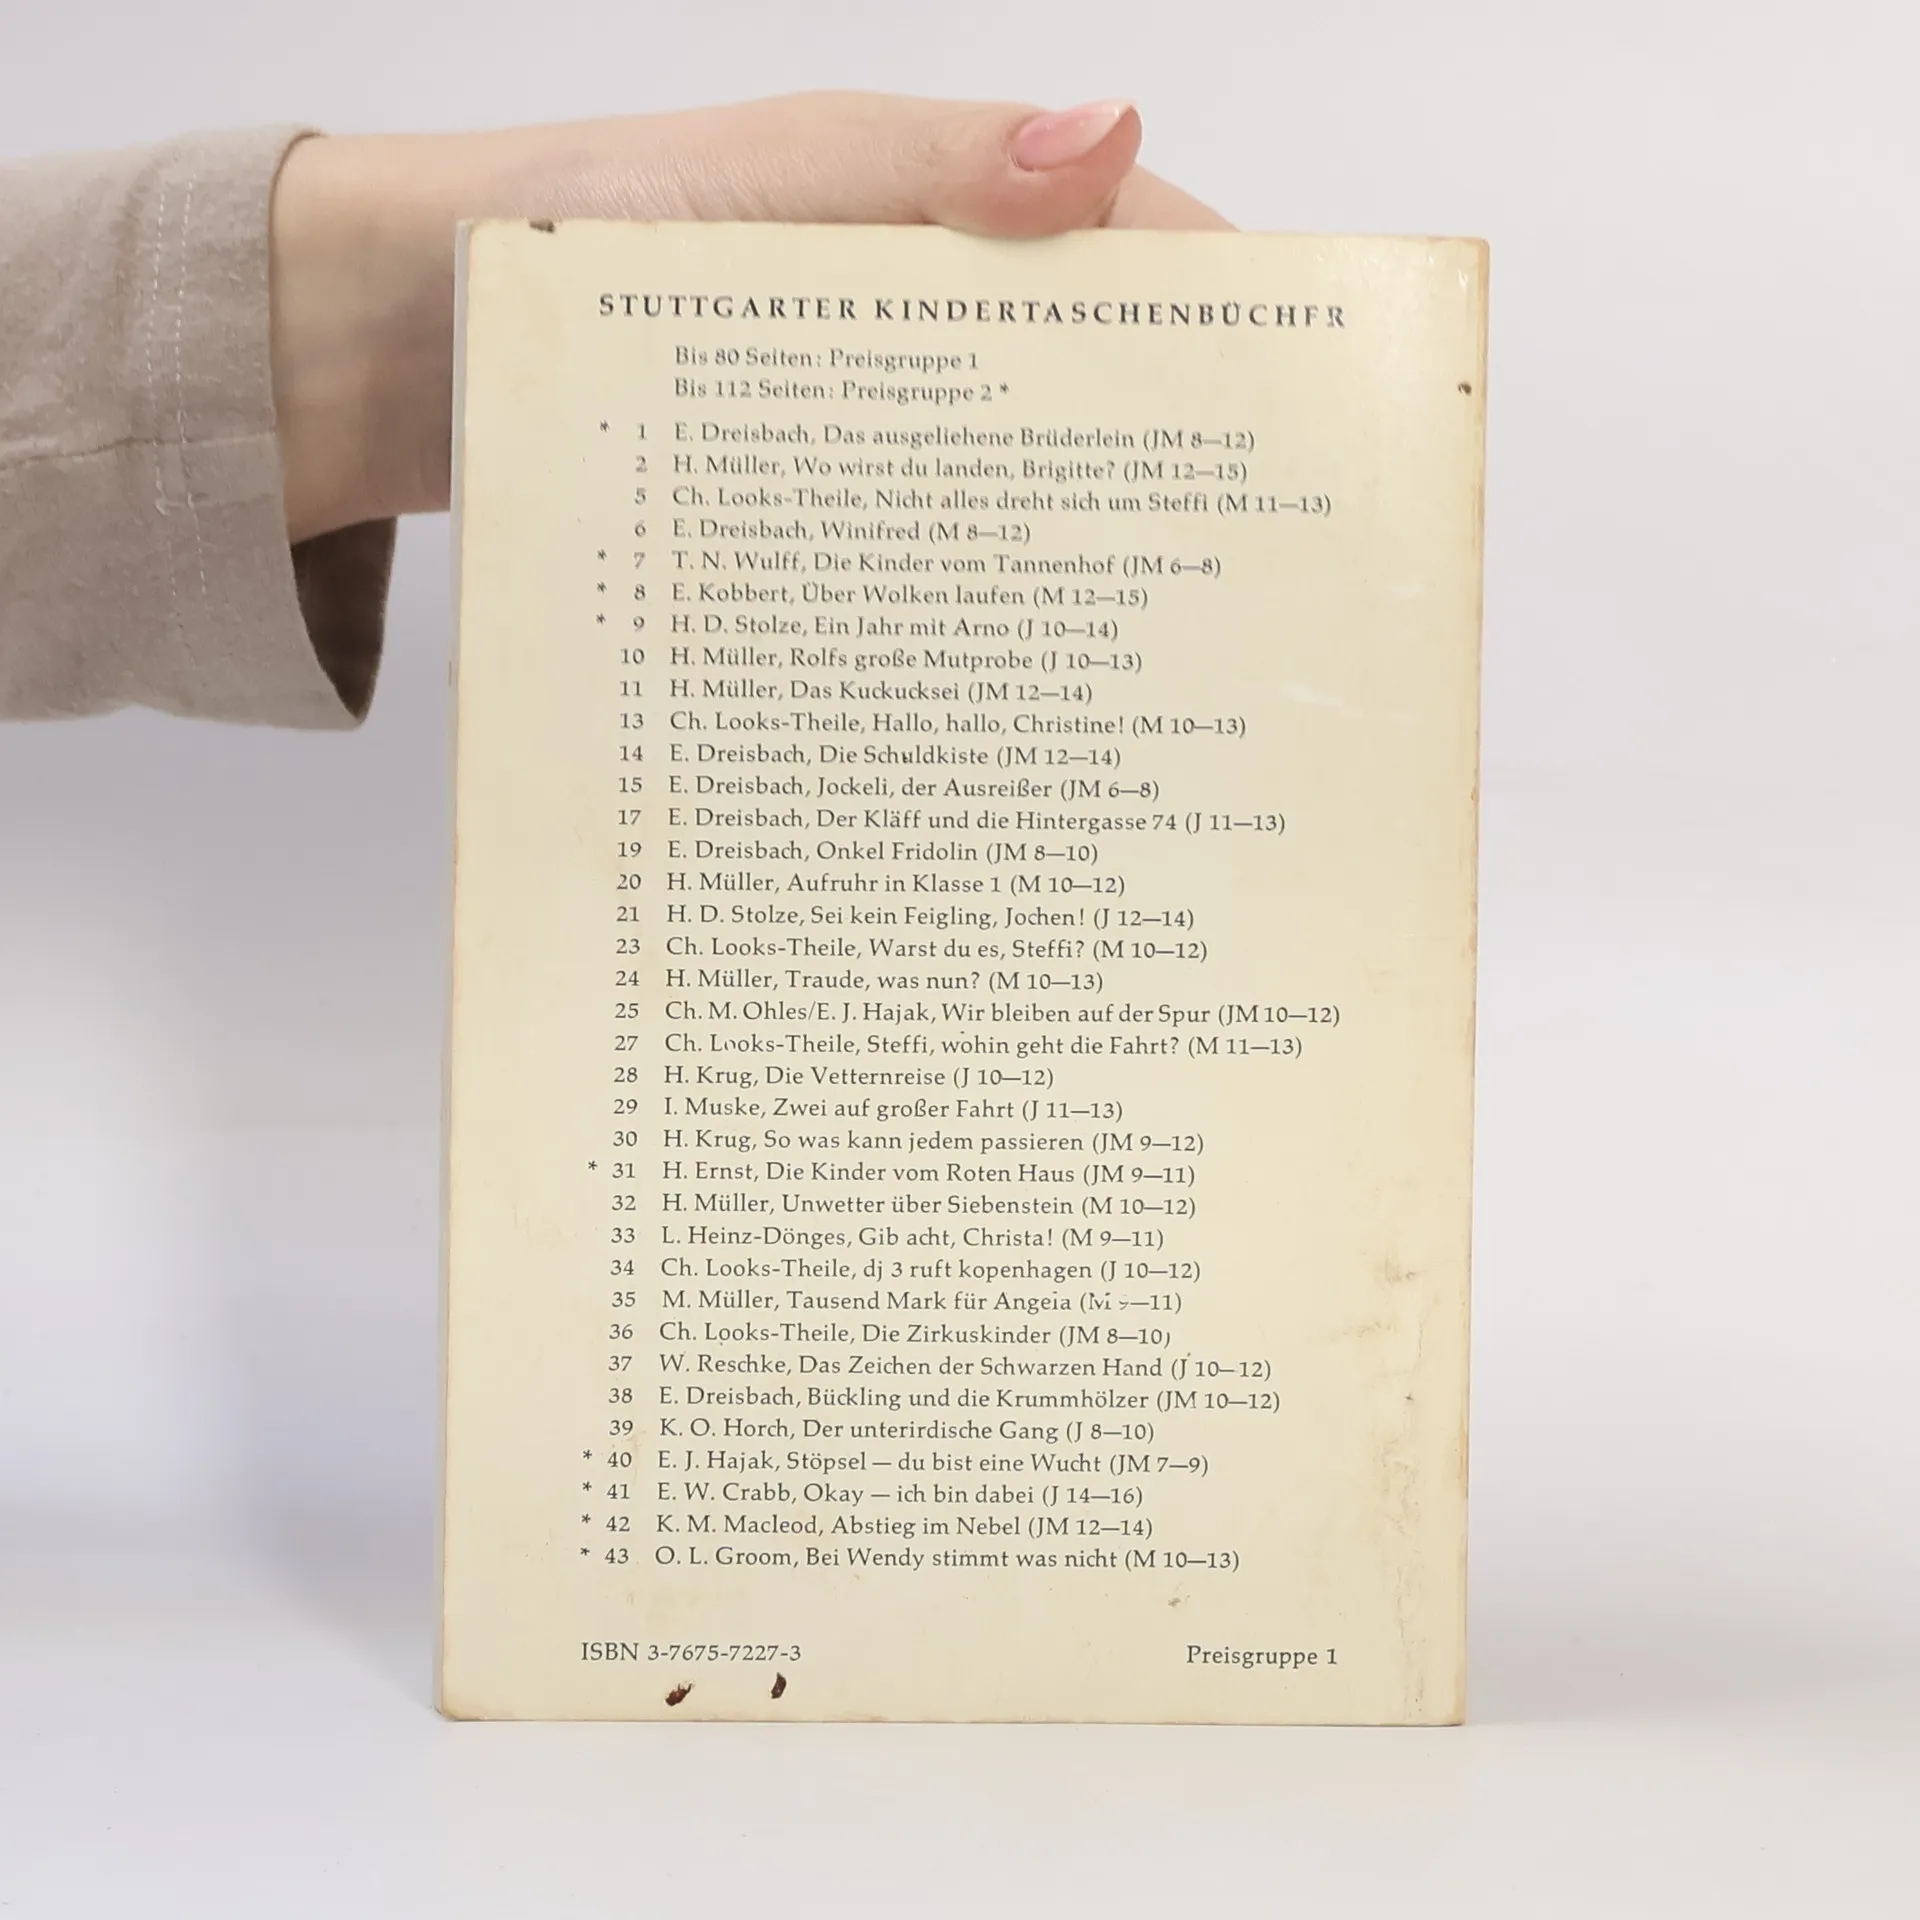 STUTTGARTER KINDERTASCHENBÜCHER
Bis 80 Seiten: Preisgruppe 1
Bis 112 Seiten: Preisgruppe 2 *
* 1 E. Dreisbach, Das ausgeliehene Brüderlein (JM 8—12)
2 H. Müller, Wo wirst du landen, Brigitte? (JM 12—15)
5 Ch. Looks-Theile, Nicht alles dreht sich um Steffi (M 11—13)
6 E. Dreisbach, Winifred (M 8—12)
* 7 T. N. Wulff, Die Kinder vom Tannenhof (JM 6—8)
* 8 E. Kobbert, Über Wolken laufen (M 12—15)
* 9 H. D. Stolze, Ein Jahr mit Arno (J 10—14)
10 H. Müller, Rolfs große Mutprobe (J 10—13)
11 H. Müller, Das Kuckucksei (JM 12—14)
13 Ch. Looks-Theile, Hallo, hallo, Christine! (M 10—13)
14 E. Dreisbach, Die Schuldkiste (JM 12—14)
15 E. Dreisbach, Jockeli, der Ausreißer (JM 6—8)
17 E. Dreisbach, Der Kläff und die Hintergasse 74 (J 11—13)
19 E. Dreisbach, Onkel Fridolin (JM 8—10)
20 H. Müller, Aufruhr in Klasse 1 (M 10—12)
21 H. D. Stolze, Sei kein Feigling, Jochen! (J 12—14)
23 Ch. Looks-Theile, Warst du es, Steffi? (M 10—12)
24 H. Müller, Traude, was nun? (M 10—13)
25 Ch. M. Ohles/E. J. Hajak, Wir bleiben auf der Spur (JM 10—12)
27 Ch. Looks-Theile, Steffi, wohin geht die Fahrt? (M 11—13)
28 H. Krug, Die Vetternreise (J 10—12)
29 I. Muske, Zwei auf großer Fahrt (J 11—13)
30 H. Krug, So was kann jedem passieren (JM 9—12)
* 31 H. Ernst, Die Kinder vom Roten Haus (JM 9—11)
32 H. Müller, Unwetter über Siebenstein (M 10—12)
33 L. Heinz-Dönges, Gib acht, Christa! (M 9—11)
34 Ch. Looks-Theile, dj 3 ruft kopenhagen (J 10—12)
35 M. Müller, Tausend Mark für Angela (M 9—11)
36 Ch. Looks-Theile, Die Zirkuskinder (JM 8—10)
37 W. Reschke, Das Zeichen der Schwarzen Hand (J 10—12)
38 E. Dreisbach, Bückling und die Krummhölzer (JM 10—12)
39 K. O. Horch, Der unterirdische Gang (J 8—10)
* 40 E. J. Hajak, Stöpsel — du bist eine Wucht (JM 7—9)
* 41 E. W. Crabb, Okay — ich bin dabei (J 14—16)
* 42 K. M. Macleod, Abstieg im Nebel (JM 12—14)
* 43 O. L. Groom, Bei Wendy stimmt was nicht (M 10—13)
ISBN 3-7675-7227-3 Preisgruppe 1